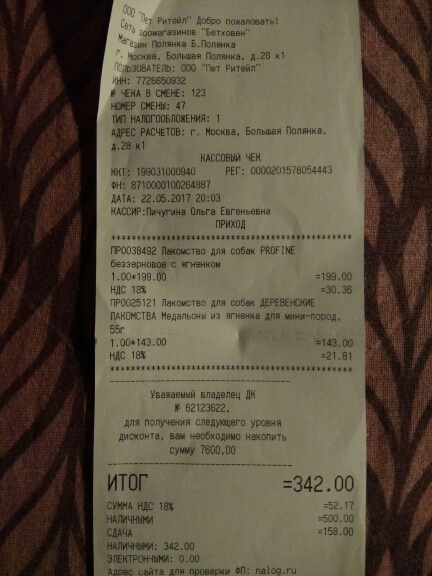 ООО "Пет Ритейл" Добро пожаловать!
Сеть зоомагазинов "Бетховен"
Магазин Полянка Б.Полянка
г. Москва, Большая Полянка, д.28 к1
ПОЛЬЗОВАТЕЛЬ: ООО "Пет Ритейл"
ИНН: 7726650932
№ ЧЕКА В СМЕНЕ: 123
НОМЕР СМЕНЫ: 47
ТИП НАЛОГООБЛОЖЕНИЯ: 1
АДРЕС РАСЧЕТОВ: г. Москва, Большая Полянка,
д.28 к1
КАССОВЫЙ ЧЕК
ККТ: 199031000940 РЕГ: 0000201578054443
ФН: 8710000100264887
ДАТА: 22.05.2017 20:03
КАССИР:Пичугина Ольга Евгеньевна
ПРИХОД
****************************************
ПР0038492 Лакомство для собак PROFINE
беззерновое с ягненком
1.00*199.00 =199.00
НДС 18% =30.36
ПР0025121 Лакомство для собак ДЕРЕВЕНСКИЕ
ЛАКОМСТВА Медальоны из ягненка для мини-пород,
55г
1.00*143.00 =143.00
НДС 18% =21.81
****************************************
----------------------------------------
Уважаемый владелец ДК
№ 62123622,
для получения следующего уровня
дисконта, вам необходимо накопить
сумму 7600,00
----------------------------------------
ИТОГ =342.00
СУММА НДС 18% =52.17
НАЛИЧНЫМИ =500.00
СДАЧА =158.00
НАЛИЧНЫМИ: 342.00
ЭЛЕКТРОННЫМИ: 0.00
Адрес сайта для проверки ФП: nalog.ru